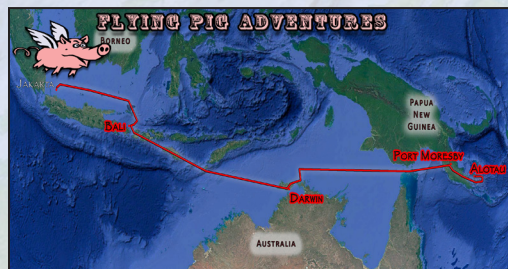 FLYING PIG ADVENTURES
BORNEO
JAKARTA
BALI
PAPUA
NEW
GUINEA
PORT MORESBY
ALOTAU
DARWIN
AUSTRALIA